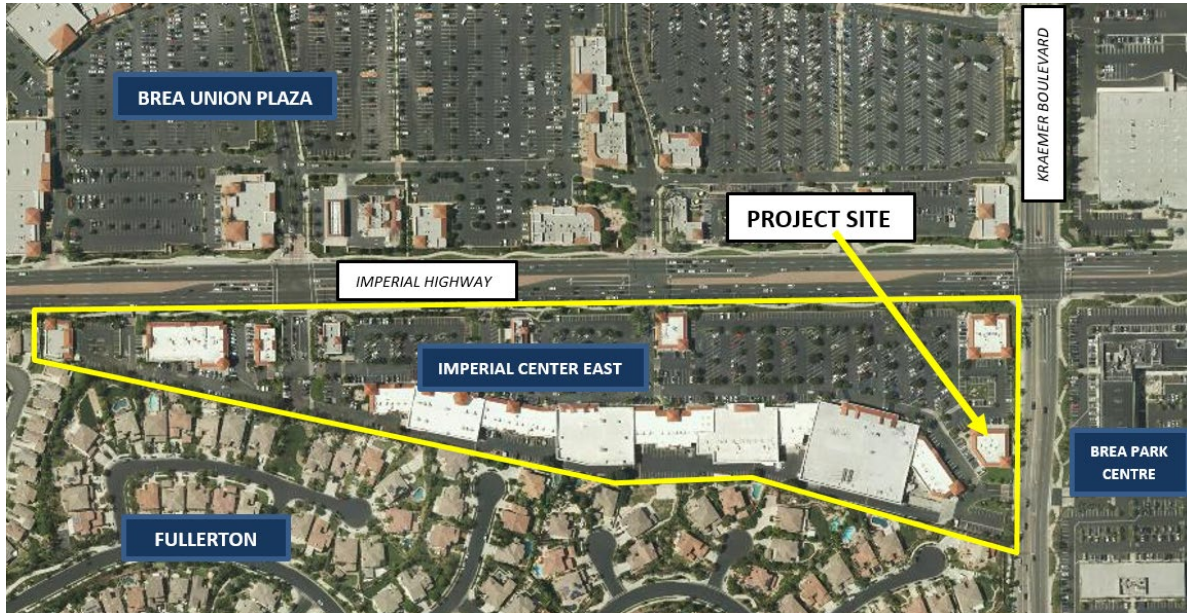 BREA UNION PLAZA
KRAEMER BOULEVARD
PROJECT SITE
IMPERIAL HIGHWAY
IMPERIAL CENTER EAST
BREA PARK
CENTRE
FULLERTON